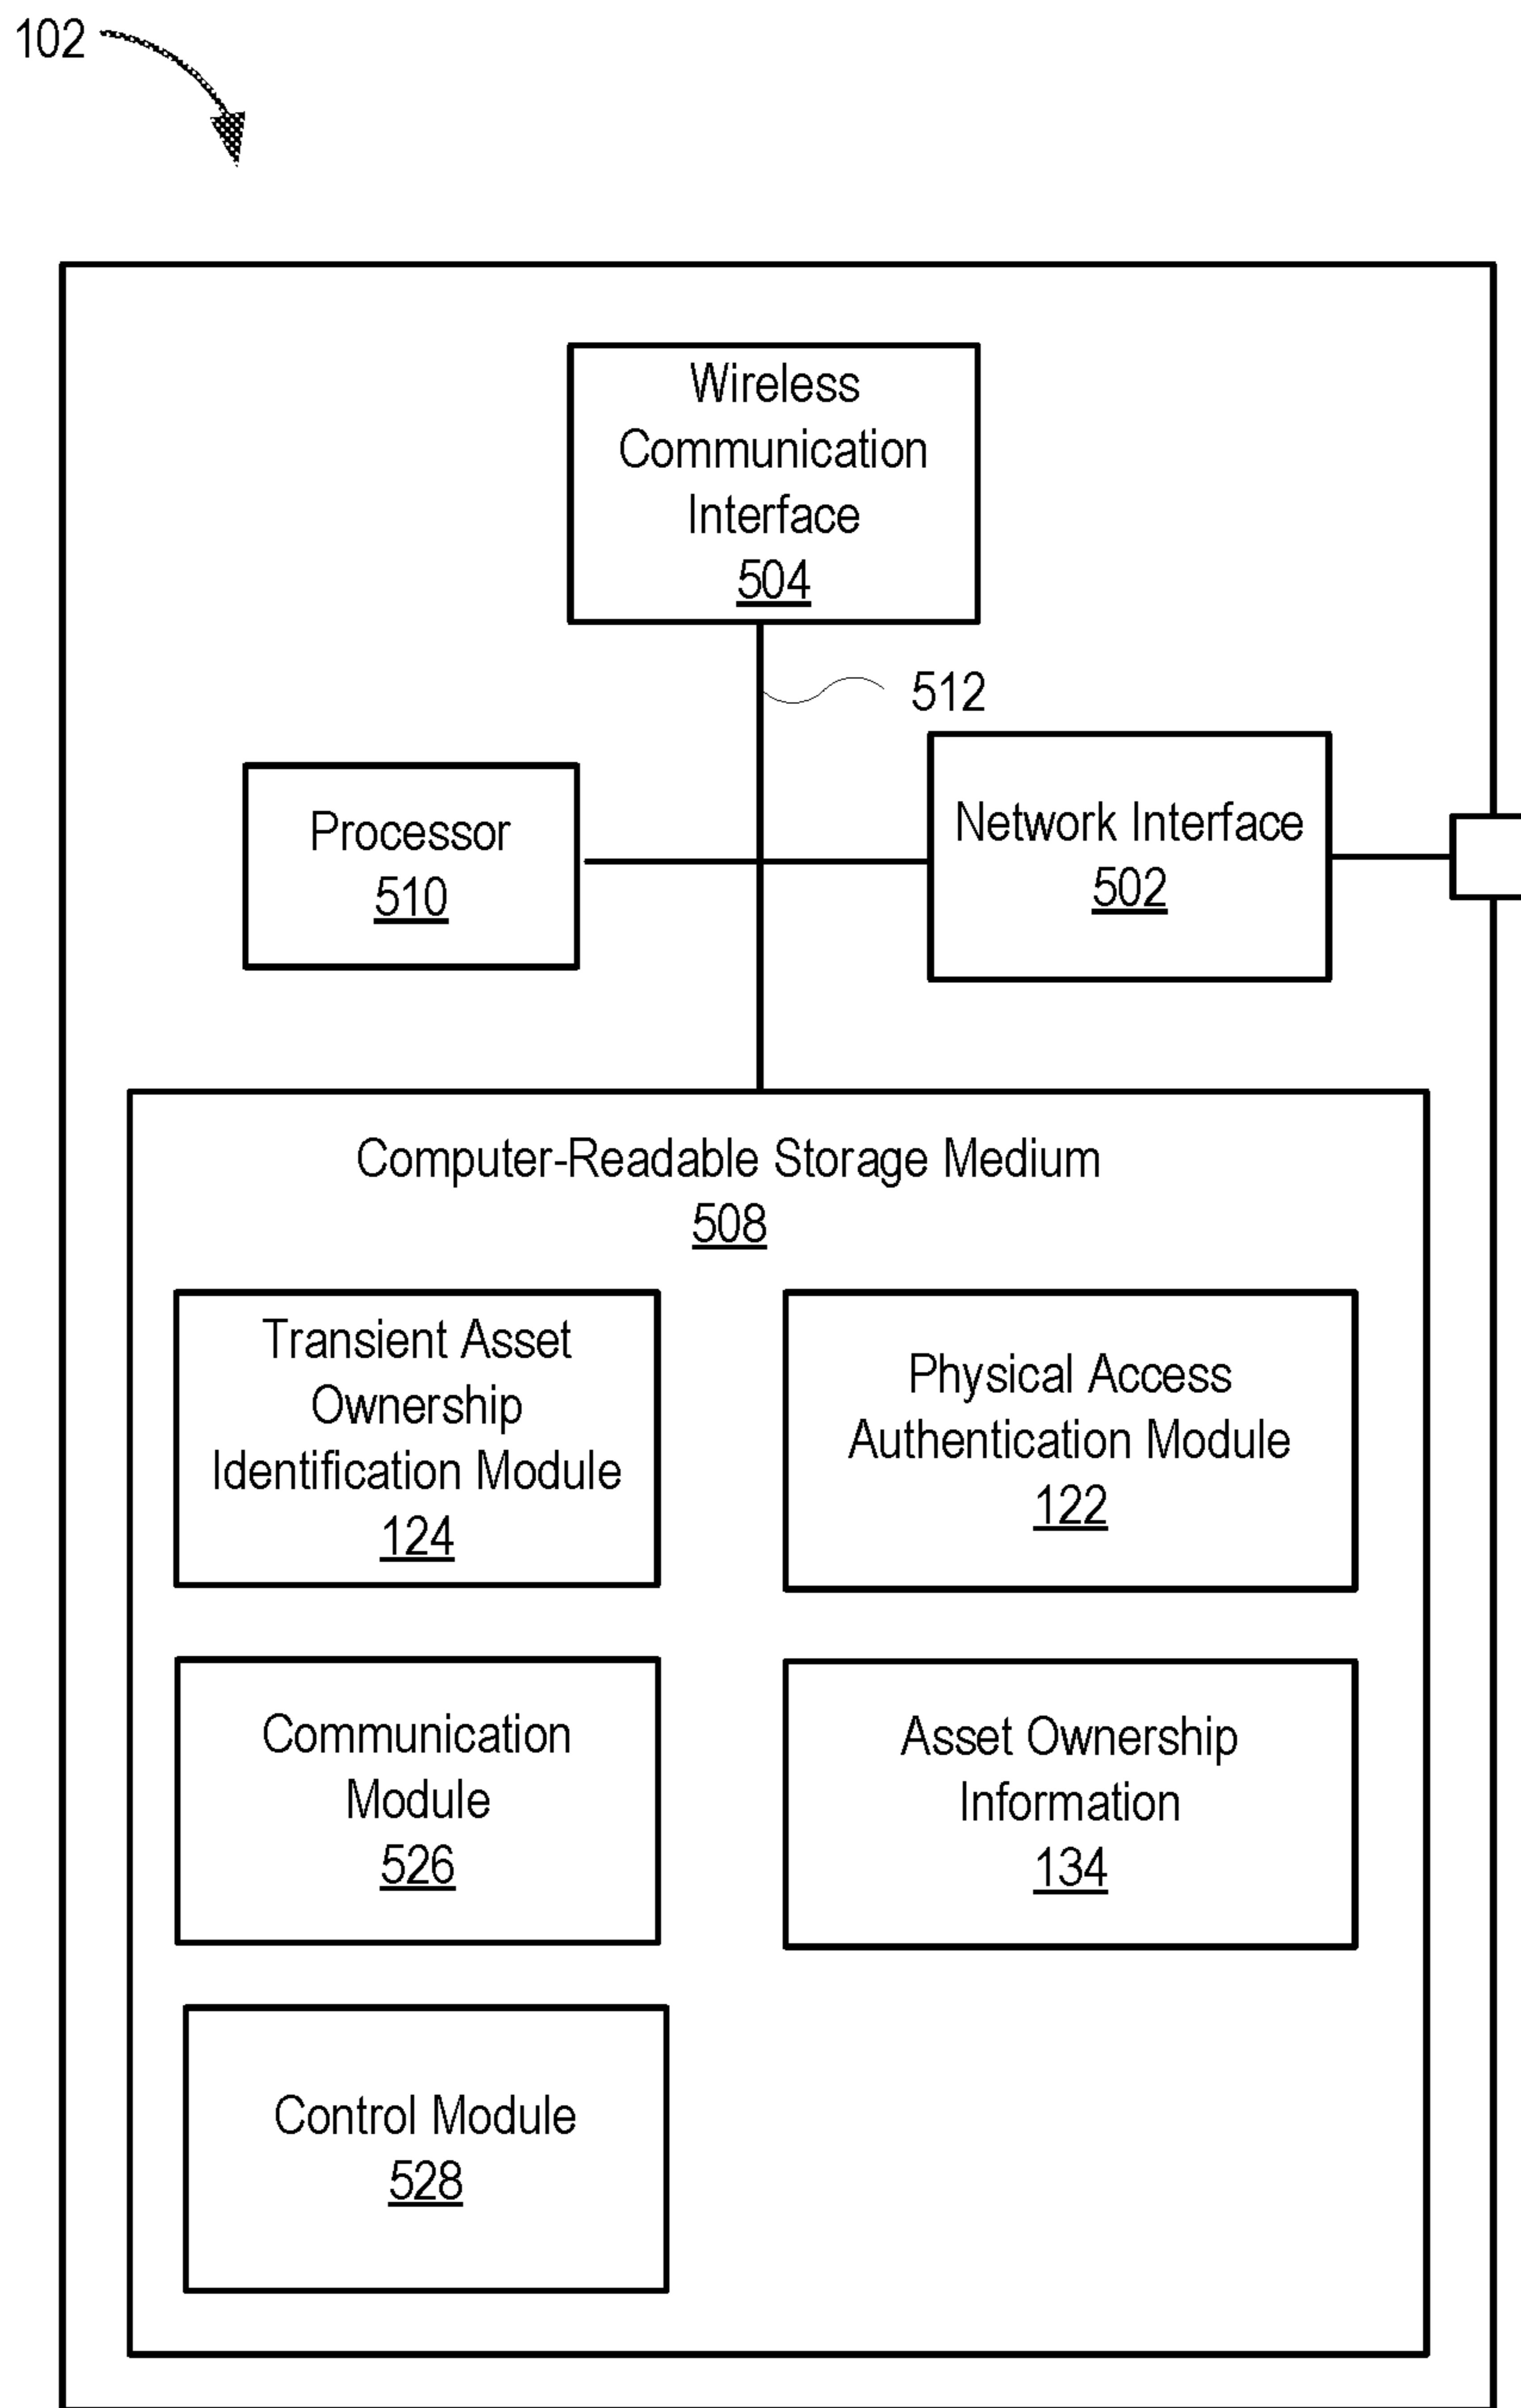 102
Wireless
Communication
Interface
504
512
Processor
510
Network Interface
502
Computer-Readable Storage Medium
508
Transient Asset
Ownership
Identification Module
124
Physical Access
Authentication Module
122
Communication
Module
526
Asset Ownership
Information
134
Control Module
528